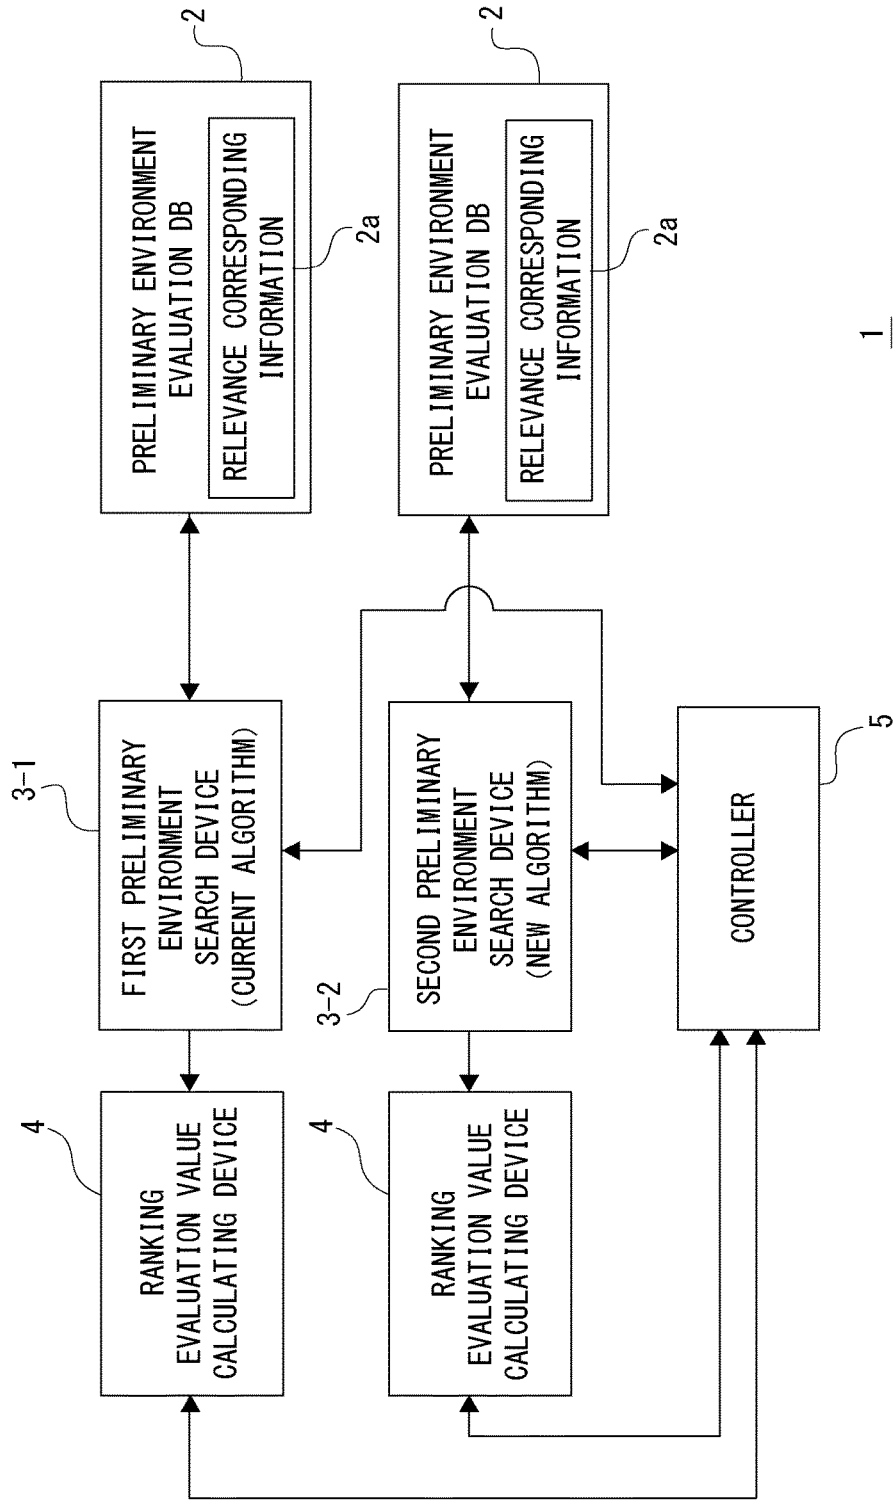 2
PRELIMINARY ENVIRONMENT
EVALUATION DB
RELEVANCE CORRESPONDING
INFORMATION
2a
2
PRELIMINARY ENVIRONMENT
EVALUATION DB
RELEVANCE CORRESPONDING
INFORMATION
2a
3-1
FIRST PRELIMINARY
ENVIRONMENT
SEARCH DEVICE
(CURRENT ALGORITHM)
3-2
SECOND PRELIMINARY
ENVIRONMENT
SEARCH DEVICE
(NEW ALGORITHM)
CONTROLLER
5
4
RANKING
EVALUATION VALUE
CALCULATING DEVICE
4
RANKING
EVALUATION VALUE
CALCULATING DEVICE
1